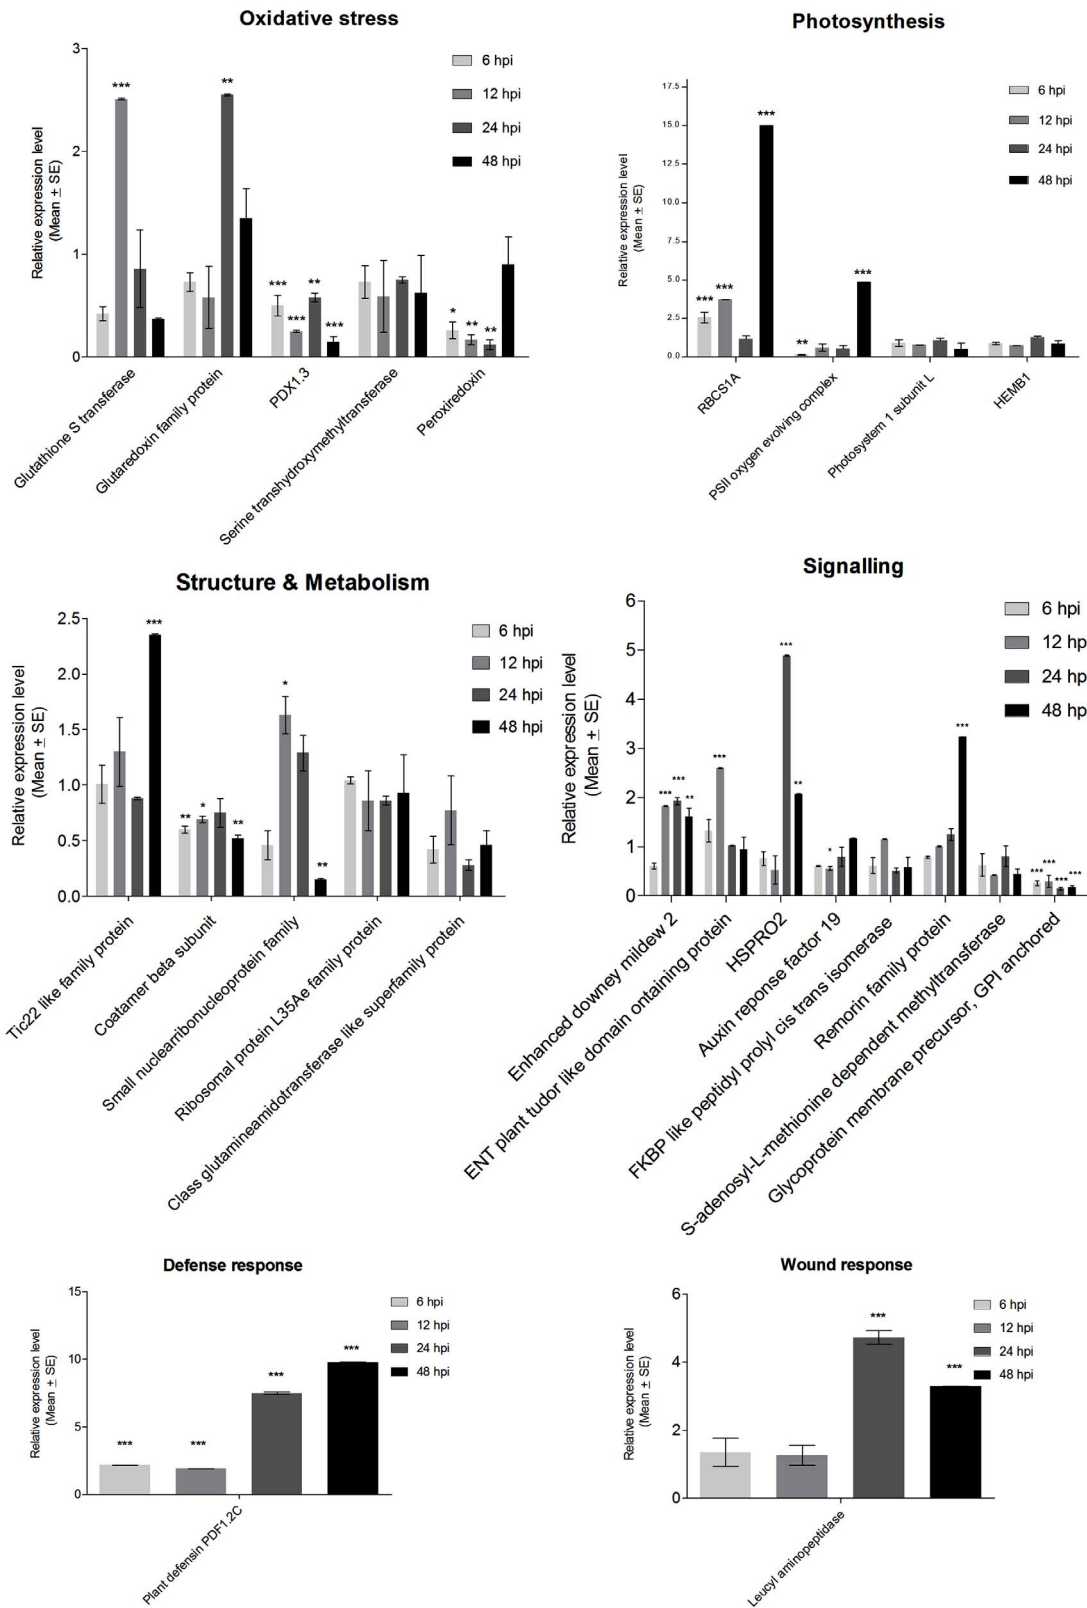 Oxidative stress
Relative expression level
(Mean ± SE)
3
2
1
0
6 hpi
12 hpi
24 hpi
48 hpi
***
**
***
***
**
***
*
**
**
Glutathione S transferase
Glutaredoxin family protein
PDX1.3
Serine transhydroxymethyltransferase
Peroxiredoxin
Photosynthesis
Relative expression level
(Mean ± SE)
17.5
15.0
12.5
10.0
7.5
5.0
2.5
0.0
6 hpi
12 hpi
24 hpi
48 hpi
***
***
***
**
***
RBCS1A
PSII oxygen evolving complex
Photosystem 1 subunit L
HEMB1
Structure & Metabolism
Relative expression level
(Mean ± SE)
2.5
2.0
1.5
1.0
0.5
0.0
6 hpi
12 hpi
24 hpi
48 hpi
***
**
*
**
*
**
Tic22 like family protein
Coatamer beta subunit
Small nuclearribonucleoprotein family
Ribosomal protein L35Ae family protein
Class glutamineamidotransferase like superfamily protein
Signalling
Relative expression level
(Mean ± SE)
6
5
4
3
2
1
0
6 hpi
12 hp
24 hp
48 hp
***
***
**
***
***
**
*
***
***
***
***
***
Enhanced downey mildew 2
ENT plant tudor like domain containing protein
HSPRO2
Auxin reponse factor 19
FKBP like peptidyl prolyl cis trans isomerase
Remorin family protein
S-adenosyl-L-methionine dependent methyltransferase
Glycoprotein membrane precursor, GPI anchored
Defense response
Relative expression level
(Mean ± SE)
15
10
5
0
6 hpi
12 hpi
24 hpi
48 hpi
***
***
***
***
Plant defensin PDF1.2C
Wound response
Relative expression level
(Mean ± SE)
6
4
2
0
6 hpi
12 hpi
24 hpi
48 hpi
***
***
Leucyl aminopeptidase